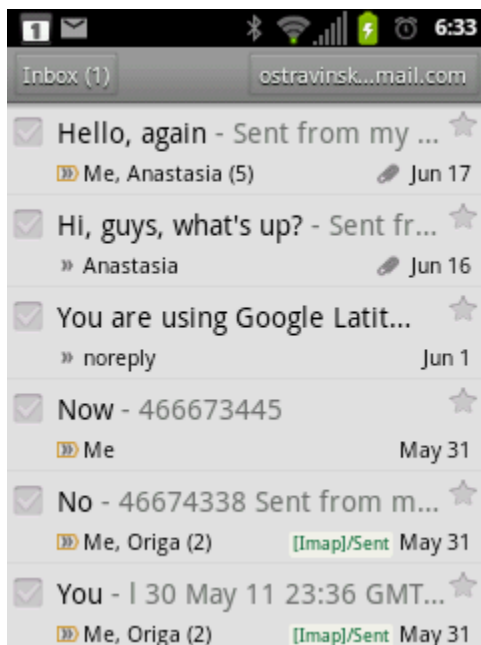 1 6:33
Inbox (1) ostravinsk...mail.com
Hello, again - Sent from my ...
Me, Anastasia (5) Jun 17
Hi, guys, what's up? - Sent fr...
Anastasia Jun 16
You are using Google Latit...
noreply Jun 1
Now - 466673445
Me May 31
No - 46674338 Sent from m...
Me, Origa (2) [Imap]/Sent May 31
You - l 30 May 11 23:36 GMT...
Me, Origa (2) [Imap]/Sent May 31